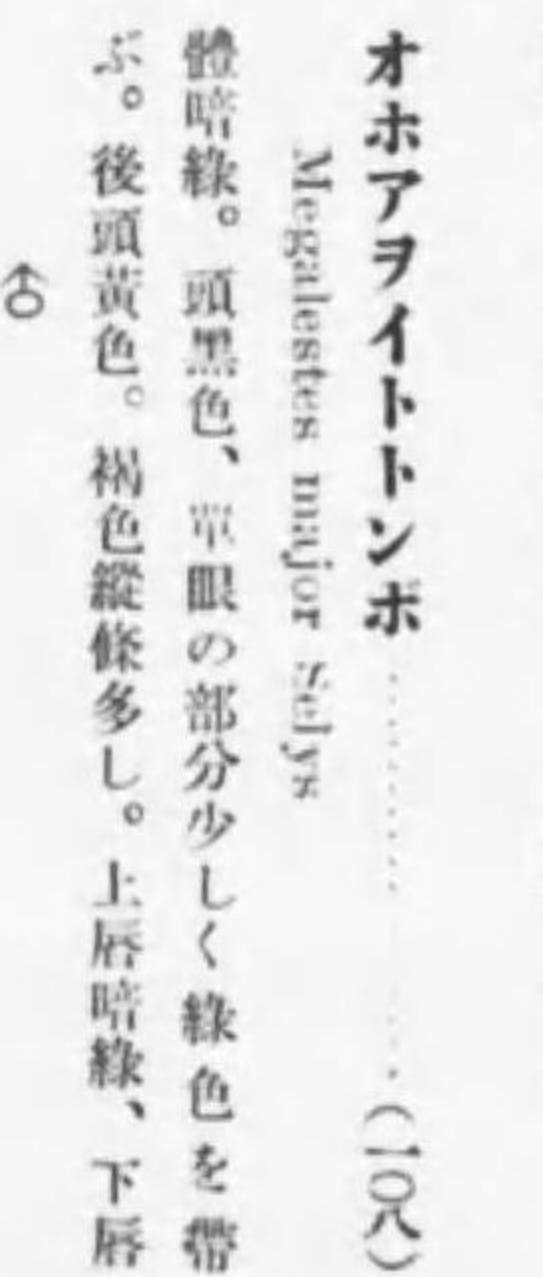 オホアヲイトトンボ………………（一〇八）
Megalestes major Selys
體暗綠。頭黑色、單眼の部分少しく綠色を帶
ぶ。後頭黃色。褐色縱條多し。上唇暗綠、下唇
♂